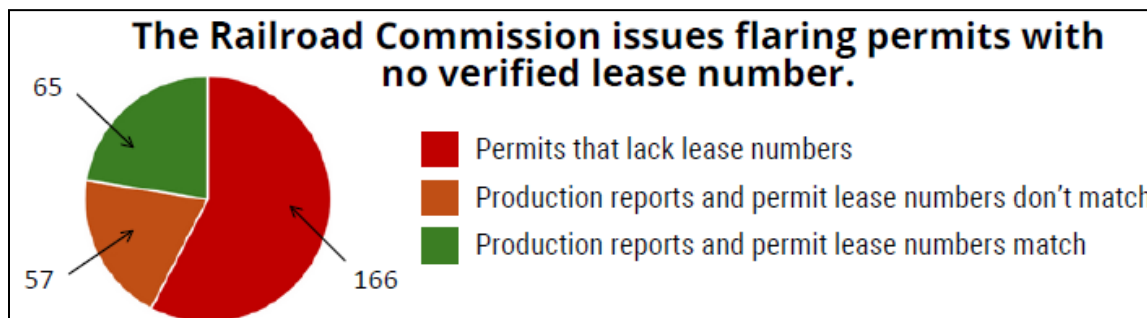 The Railroad Commission issues flaring permits with
no verified lease number.
65
57
166
Permits that lack lease numbers
Production reports and permit lease numbers don’t match
Production reports and permit lease numbers match